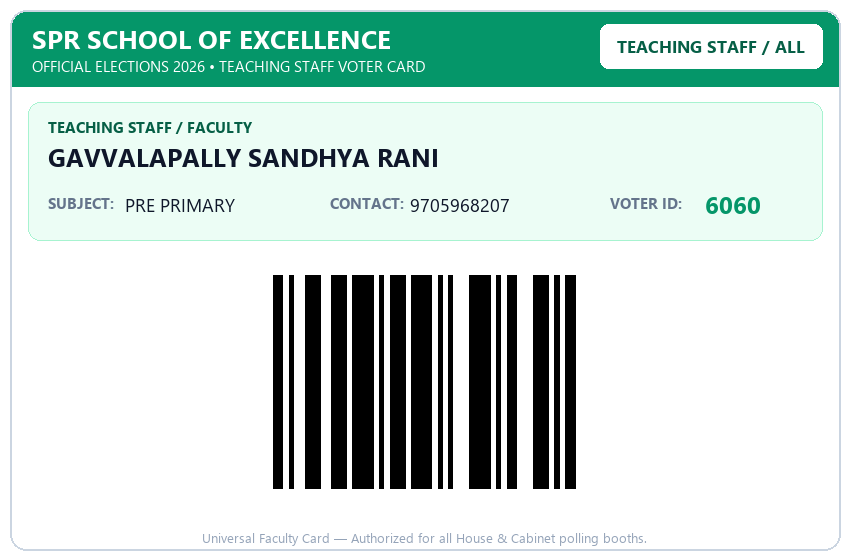 SPR SCHOOL OF EXCELLENCE
OFFICIAL ELECTIONS 2026 • TEACHING STAFF VOTER CARD
TEACHING STAFF / ALL
TEACHING STAFF / FACULTY
GAVVALAPALLY SANDHYA RANI
SUBJECT: PRE PRIMARY CONTACT: 9705968207 VOTER ID: 6060
Universal Faculty Card — Authorized for all House & Cabinet polling booths.